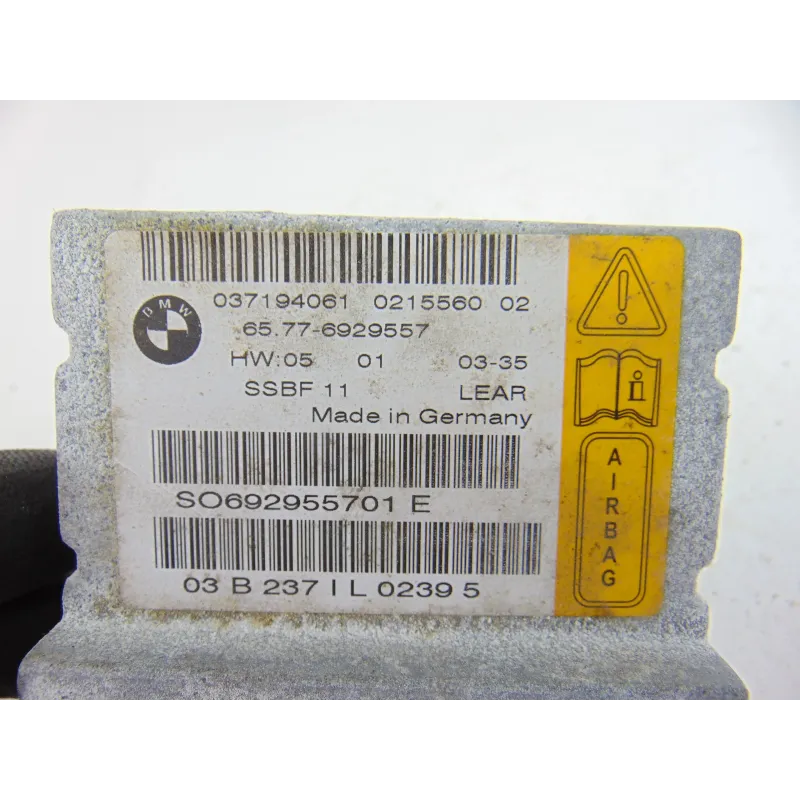 037194061 0215560 02
BMW
65.77-6929557
HW:05 01 03-35
SSBF 11 LEAR
Made in Germany
SO692955701 E
03 B 237 I L 0239 5
AIRBAG